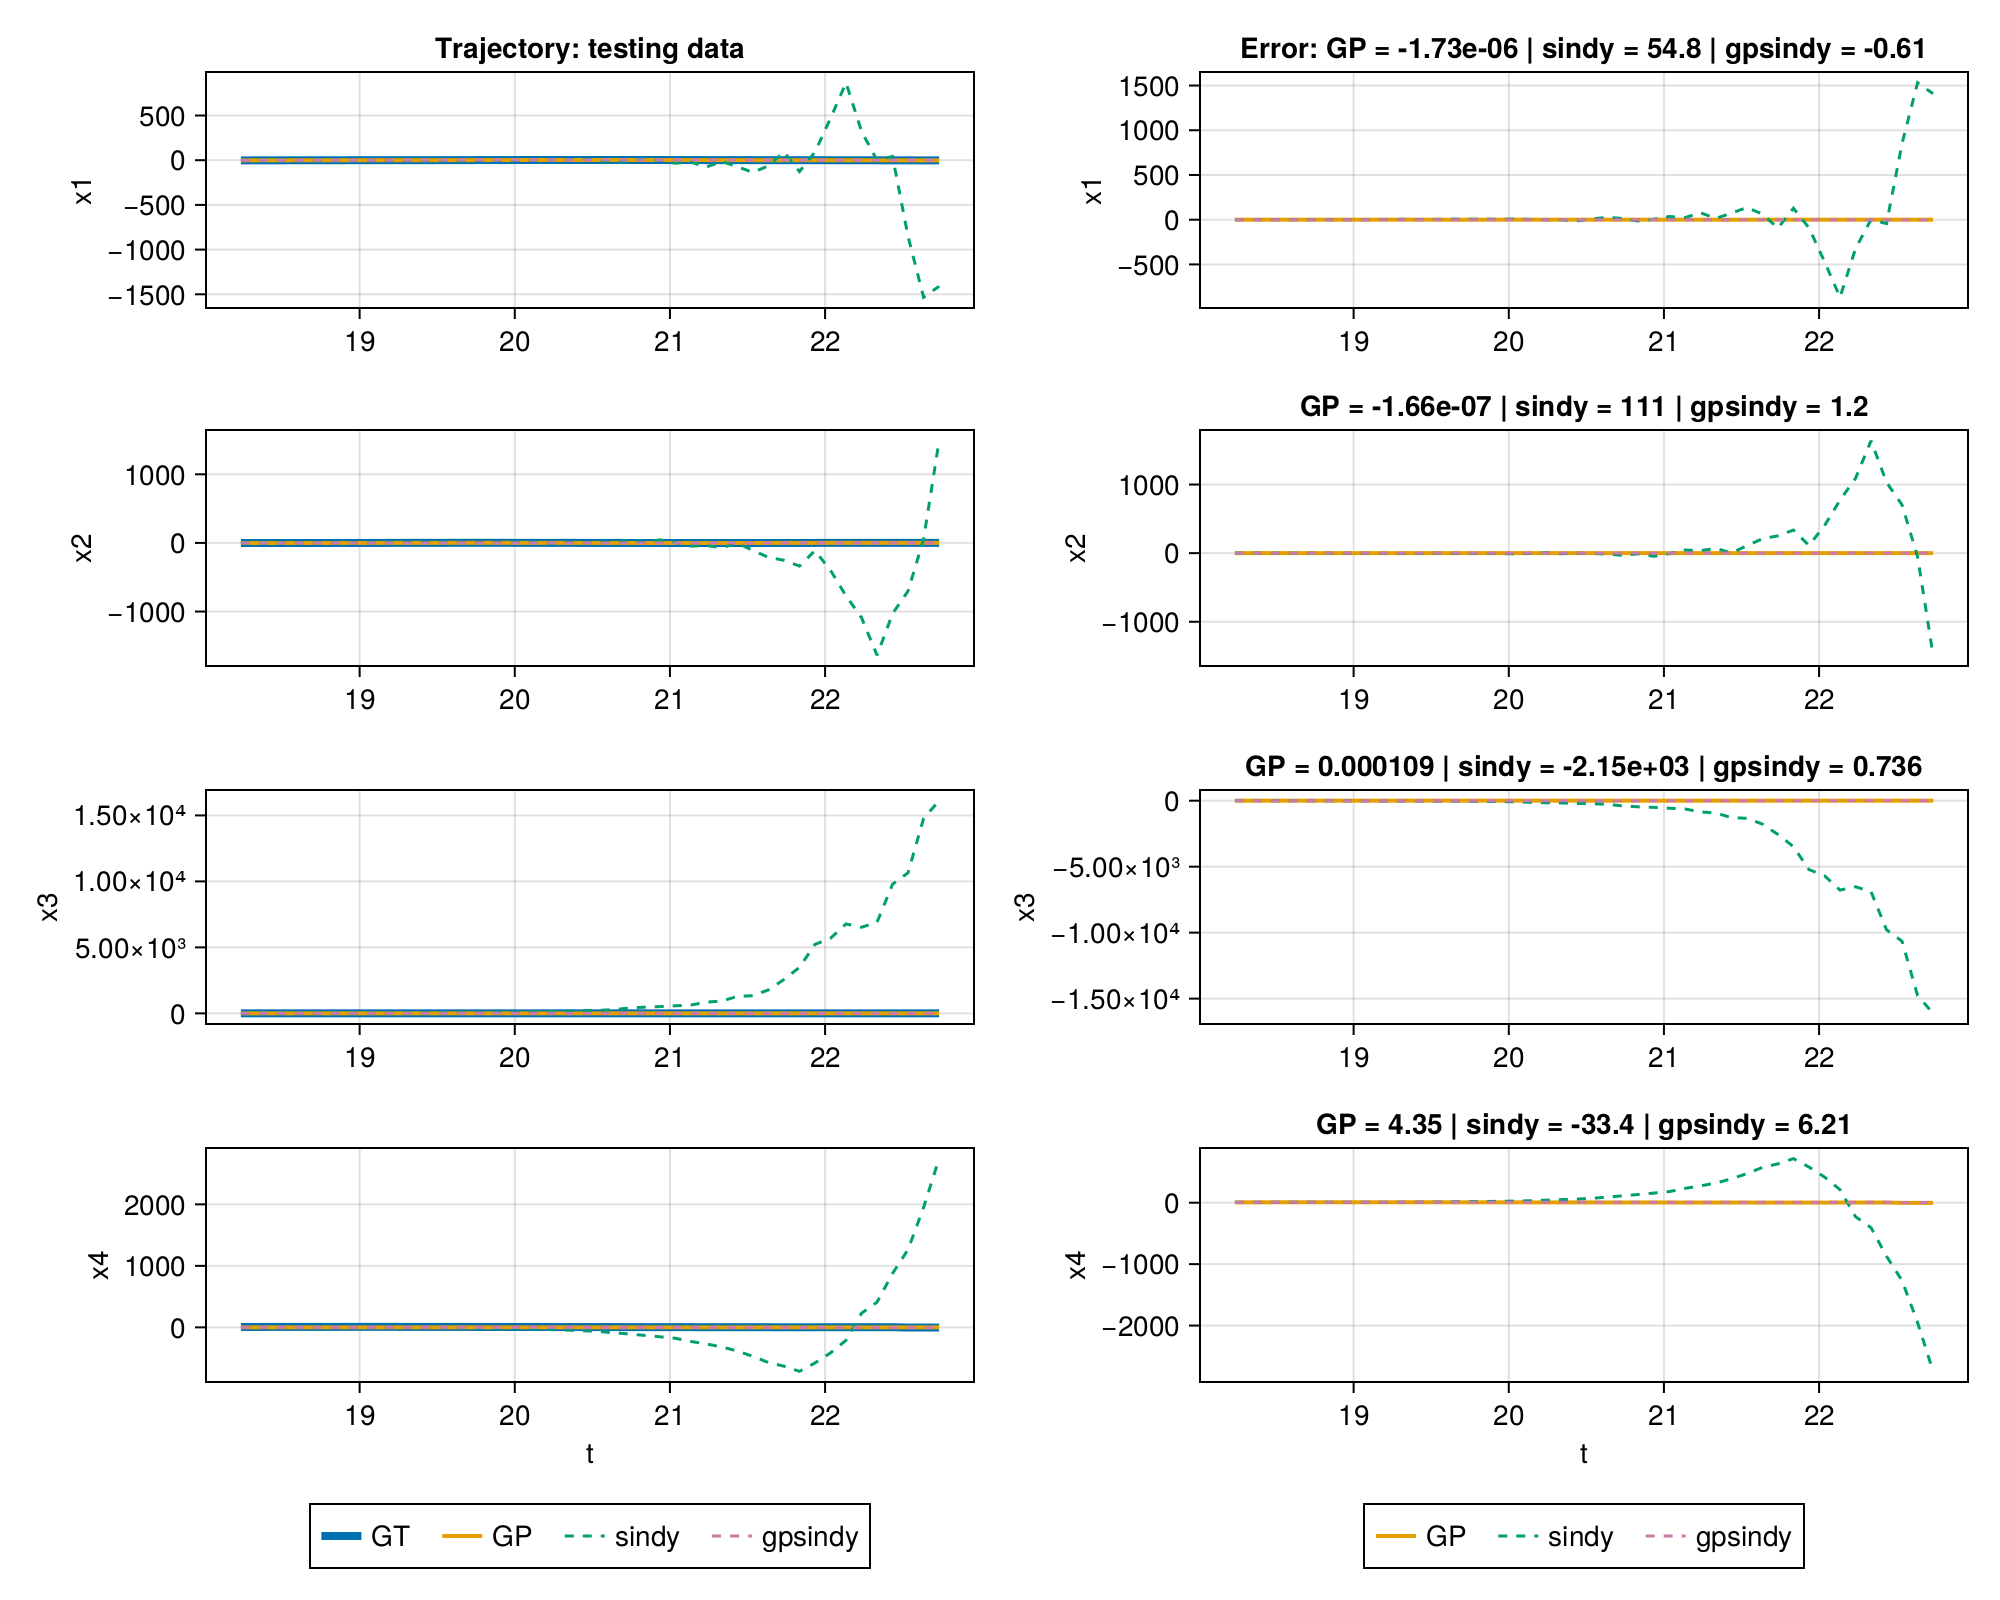 Trajectory: testing data
500
0
−500
−1000
−1500
x1
19 20 21 22
Error: GP = -1.73e-06 | sindy = 54.8 | gpsindy = -0.61
1500
1000
500
0
−500
x1
19 20 21 22
1000
0
−1000
x2
19 20 21 22
GP = -1.66e-07 | sindy = 111 | gpsindy = 1.2
1000
0
−1000
x2
19 20 21 22
1.50×10⁴
1.00×10⁴
5.00×10³
0
x3
19 20 21 22
GP = 0.000109 | sindy = -2.15e+03 | gpsindy = 0.736
0
−5.00×10³
−1.00×10⁴
−1.50×10⁴
x3
19 20 21 22
2000
1000
0
x4
19 20 21 22
t
GP = 4.35 | sindy = -33.4 | gpsindy = 6.21
0
−1000
−2000
x4
19 20 21 22
t
GT GP sindy gpsindy
GP sindy gpsindy